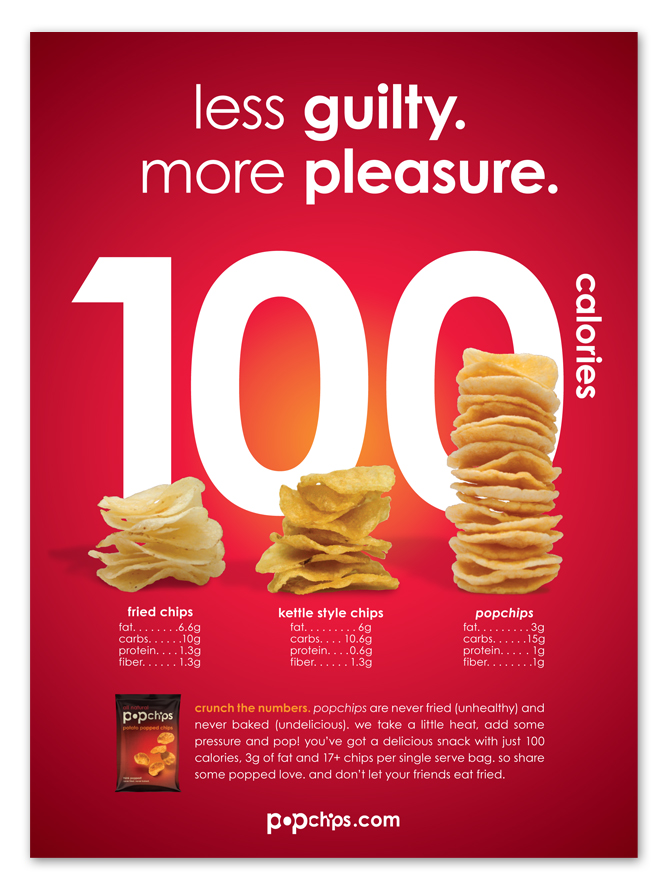 less guilty.
more pleasure.
100
calories
fried chips
fat. . . . . . . .6.6g
carbs. . . . . .10g
protein. . . . 1.3g
fiber. . . . . . 1.3g
kettle style chips
fat. . . . . . . . . 6g
carbs. . . . 10.6g
protein. . . .0.6g
fiber. . . . . . 1.3g
popchips
fat. . . . . . . . . 3g
carbs. . . . . .15g
protein. . . . . 1g
fiber. . . . . . . .1g
popchips
potato popped chips
crunch the numbers. popchips are never fried (unhealthy) and
never baked (undelicious). we take a little heat, add some
pressure and pop! you've got a delicious snack with just 100
calories, 3g of fat and 17+ chips per single serve bag. so share
some popped love. and don't let your friends eat fried.
popchips.com